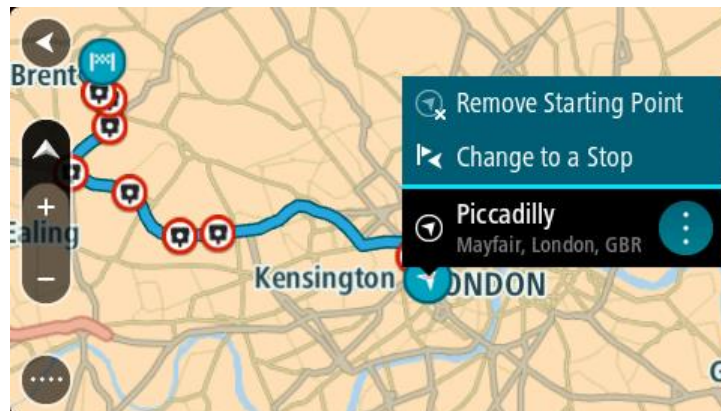 Brent
Remove Starting Point
Change to a Stop
Piccadilly
Mayfair, London, GBR
Ealing
Kensington
ONDON
G